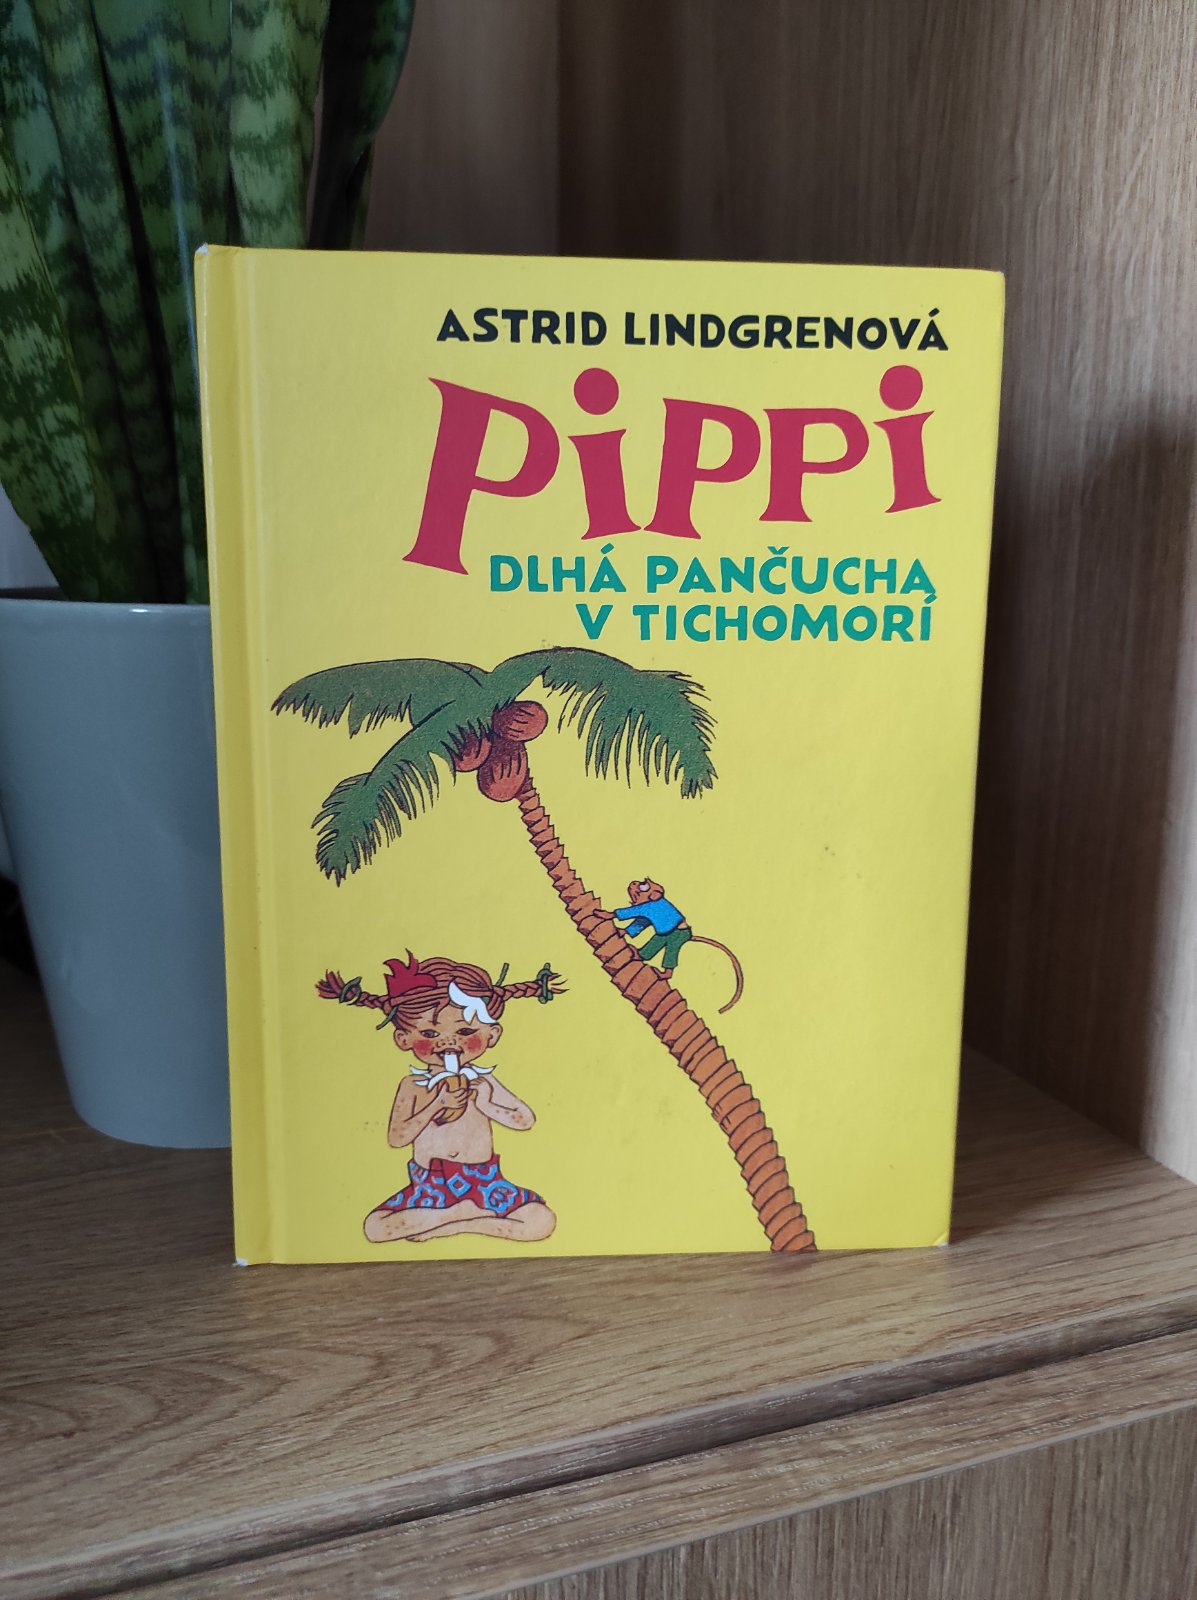 ASTRID LINDGRENOVÁ
PiPPi
DLHÁ PANČUCHA
V TICHOMORÍ